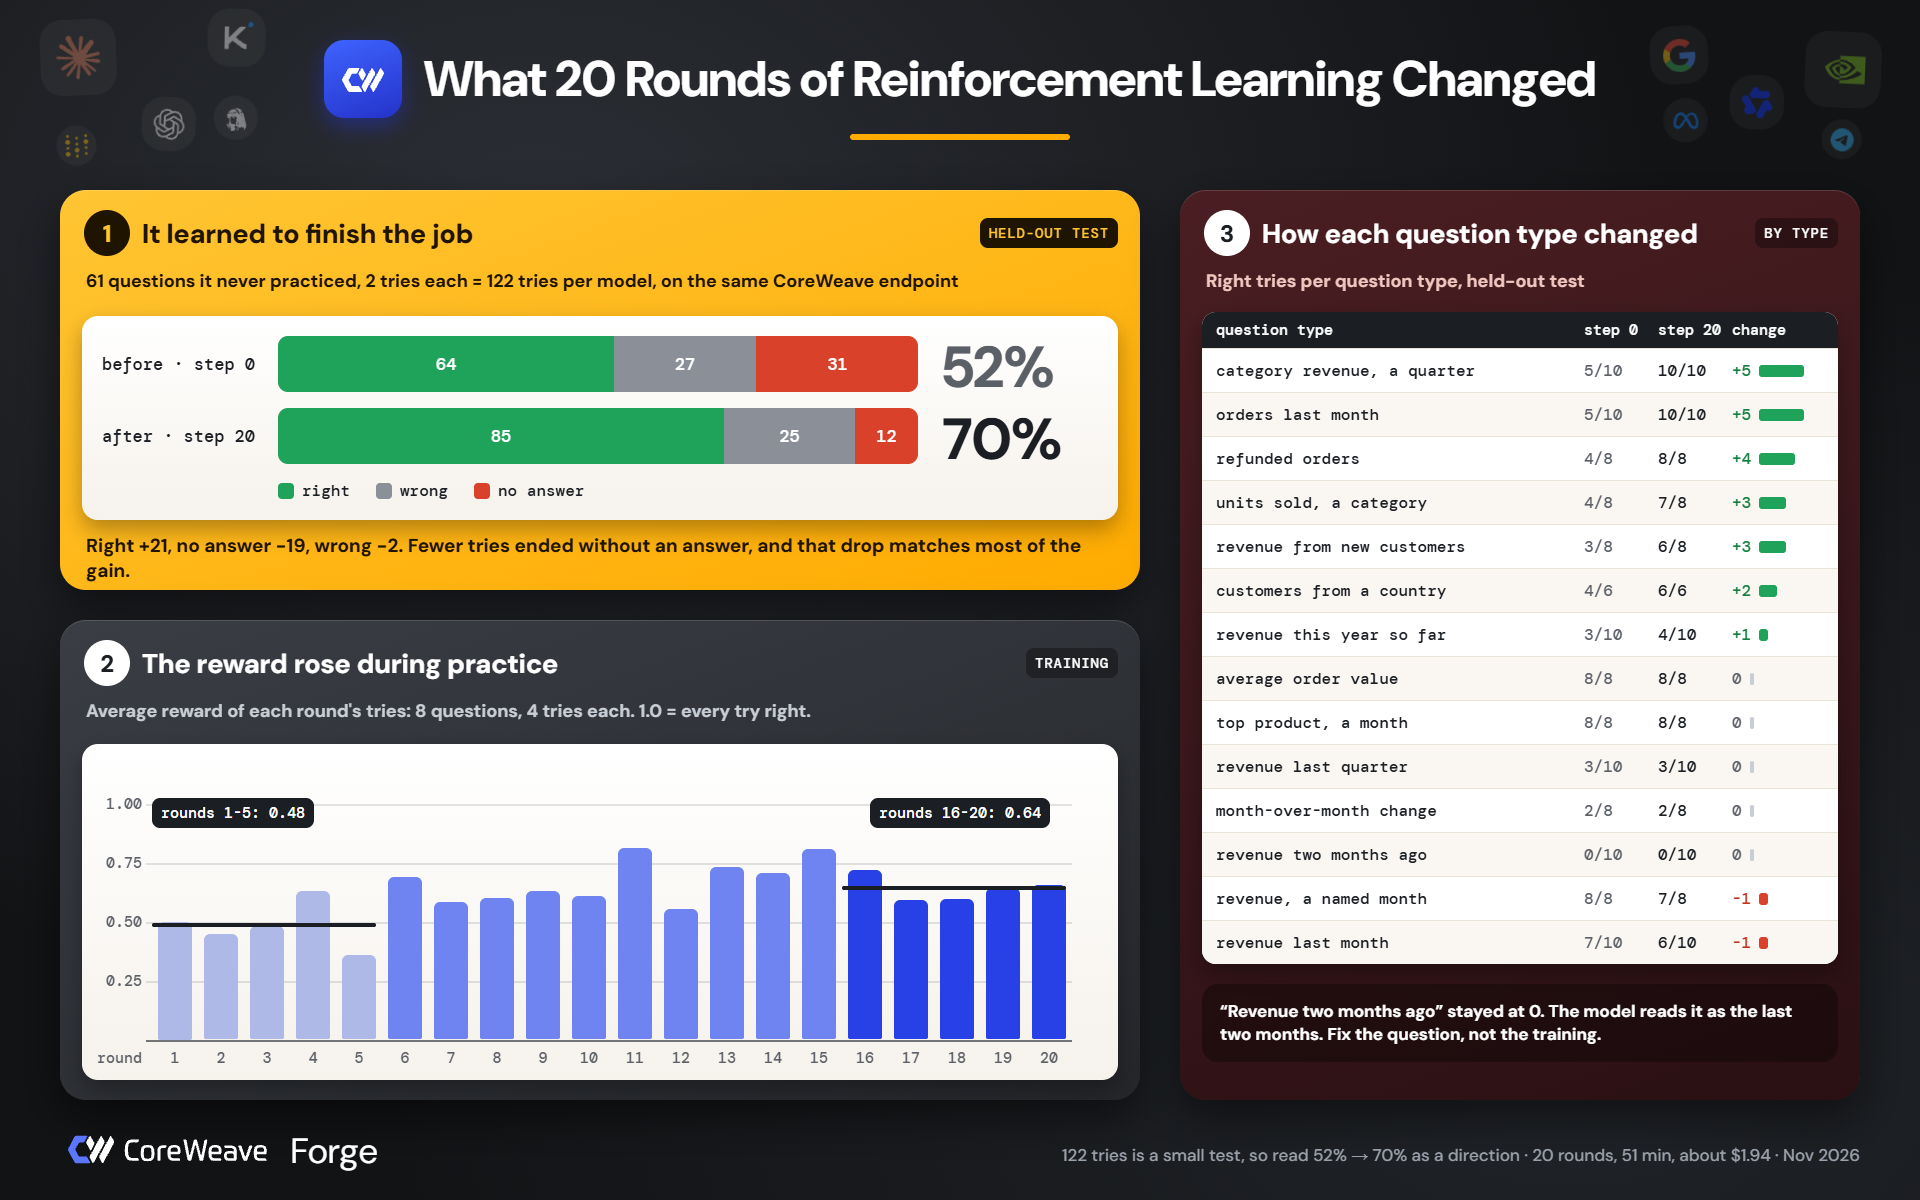 What 20 Rounds of Reinforcement Learning Changed
1 It learned to finish the job
HELD-OUT TEST
61 questions it never practiced, 2 tries each = 122 tries per model, on the same CoreWeave endpoint
before · step 0 64 27 31 52%
after · step 20 85 25 12 70%
right wrong no answer
Right +21, no answer -19, wrong -2. Fewer tries ended without an answer, and that drop matches most of the
gain.
2 The reward rose during practice
TRAINING
Average reward of each round's tries: 8 questions, 4 tries each. 1.0 = every try right.
1.00
rounds 1-5: 0.48
rounds 16-20: 0.64
0.75
0.50
0.25
round 1 2 3 4 5 6 7 8 9 10 11 12 13 14 15 16 17 18 19 20
3 How each question type changed
BY TYPE
Right tries per question type, held-out test
question type step 0 step 20 change
category revenue, a quarter 5/10 10/10 +5
orders last month 5/10 10/10 +5
refunded orders 4/8 8/8 +4
units sold, a category 4/8 7/8 +3
revenue from new customers 3/8 6/8 +3
customers from a country 4/6 6/6 +2
revenue this year so far 3/10 4/10 +1
average order value 8/8 8/8 0
top product, a month 8/8 8/8 0
revenue last quarter 3/10 3/10 0
month-over-month change 2/8 2/8 0
revenue two months ago 0/10 0/10 0
revenue, a named month 8/8 7/8 -1
revenue last month 7/10 6/10 -1
“Revenue two months ago” stayed at 0. The model reads it as the last
two months. Fix the question, not the training.
CoreWeave Forge
122 tries is a small test, so read 52% → 70% as a direction · 20 rounds, 51 min, about $1.94 · Nov 2026